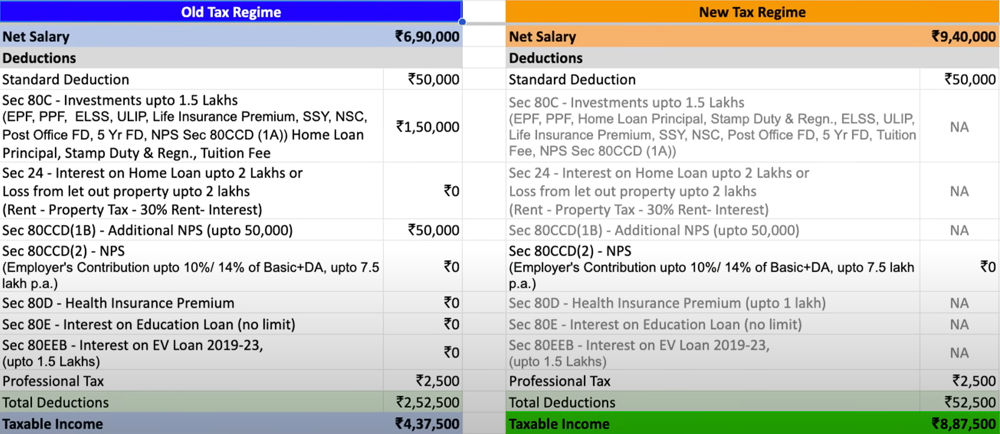 Old Tax Regime
Net Salary ₹6,90,000
Deductions
Standard Deduction ₹50,000
Sec 80C - Investments upto 1.5 Lakhs
(EPF, PPF, ELSS, ULIP, Life Insurance Premium, SSY, NSC,
Post Office FD, 5 Yr FD, NPS Sec 80CCD (1A)) Home Loan
Principal, Stamp Duty & Regn., Tuition Fee
₹1,50,000
Sec 24 - Interest on Home Loan upto 2 Lakhs or
Loss from let out property upto 2 lakhs
(Rent - Property Tax - 30% Rent- Interest)
₹0
Sec 80CCD(1B) - Additional NPS (upto 50,000) ₹50,000
Sec 80CCD(2) - NPS
(Employer's Contribution upto 10%/ 14% of Basic+DA, upto 7.5
lakh p.a.)
₹0
Sec 80D - Health Insurance Premium ₹0
Sec 80E - Interest on Education Loan (no limit) ₹0
Sec 80EEB - Interest on EV Loan 2019-23,
(upto 1.5 Lakhs)
₹0
Professional Tax ₹2,500
Total Deductions ₹2,52,500
Taxable Income ₹4,37,500
New Tax Regime
Net Salary ₹9,40,000
Deductions
Standard Deduction ₹50,000
Sec 80C - Investments upto 1.5 Lakhs
(EPF, PPF, Home Loan Principal, Stamp Duty & Regn., ELSS, ULIP,
Life Insurance Premium, SSY, NSC, Post Office FD, 5 Yr FD, Tuition
Fee, NPS Sec 80CCD (1A))
NA
Sec 24 - Interest on Home Loan upto 2 Lakhs or
Loss from let out property upto 2 lakhs
(Rent - Property Tax - 30% Rent- Interest)
NA
Sec 80CCD(1B) - Additional NPS (upto 50,000) NA
Sec 80CCD(2) - NPS
(Employer's Contribution upto 10%/ 14% of Basic+DA, upto 7.5 lakh
p.a.)
₹0
Sec 80D - Health Insurance Premium (upto 1 lakh) NA
Sec 80E - Interest on Education Loan (no limit) NA
Sec 80EEB - Interest on EV Loan 2019-23,
(upto 1.5 Lakhs)
NA
Professional Tax ₹2,500
Total Deductions ₹52,500
Taxable Income ₹8,87,500